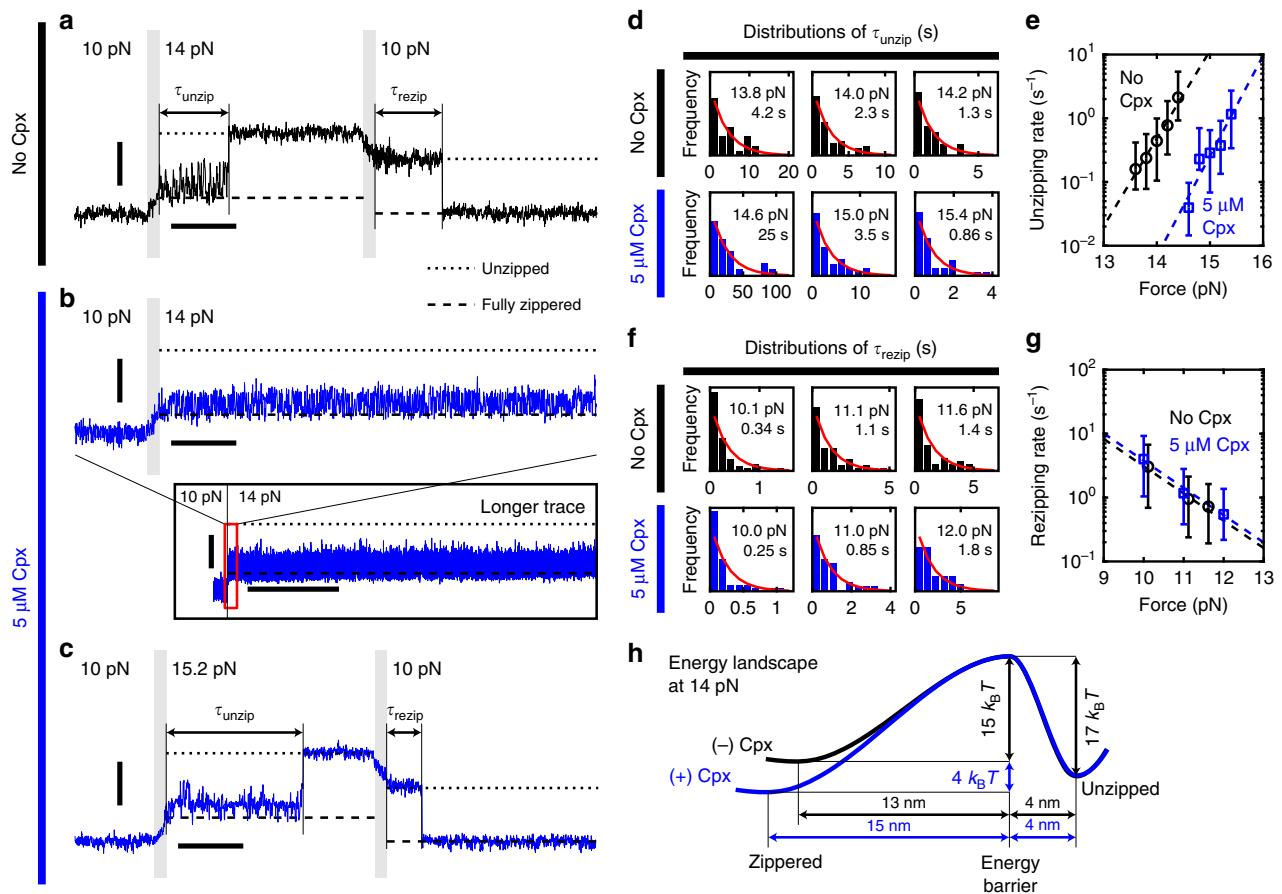 a
No Cpx
10 pN
14 pN
10 pN
τunzip
τrezip
Unzipped
Fully zippered
b
5 μM Cpx
10 pN
14 pN
10 pN
14 pN
Longer trace
c
10 pN
15.2 pN
10 pN
τunzip
τrezip
d
Distributions of τunzip (s)
No Cpx
Frequency
13.8 pN
4.2 s
0 10 20
14.0 pN
2.3 s
0 5 10
14.2 pN
1.3 s
0 5
5 μM Cpx
Frequency
14.6 pN
25 s
0 50 100
15.0 pN
3.5 s
0 10
15.4 pN
0.86 s
0 2 4
e
Unzipping rate (s⁻¹)
10¹
10⁰
10⁻¹
10⁻²
No
Cpx
5 μM
Cpx
13 14 15 16
Force (pN)
f
Distributions of τrezip (s)
No Cpx
Frequency
10.1 pN
0.34 s
0 1
11.1 pN
1.1 s
0 5
11.6 pN
1.4 s
0 5
5 μM Cpx
Frequency
10.0 pN
0.25 s
0 0.5 1
11.0 pN
0.85 s
0 2 4
12.0 pN
1.8 s
0 5
g
Rezipping rate (s⁻¹)
10²
10¹
10⁰
10⁻¹
No Cpx
5 μM Cpx
9 10 11 12 13
Force (pN)
h
Energy landscape
at 14 pN
(−) Cpx
(+) Cpx
15 kBT
17 kBT
4 kBT
Unzipped
13 nm
4 nm
15 nm
4 nm
Zippered
Energy
barrier